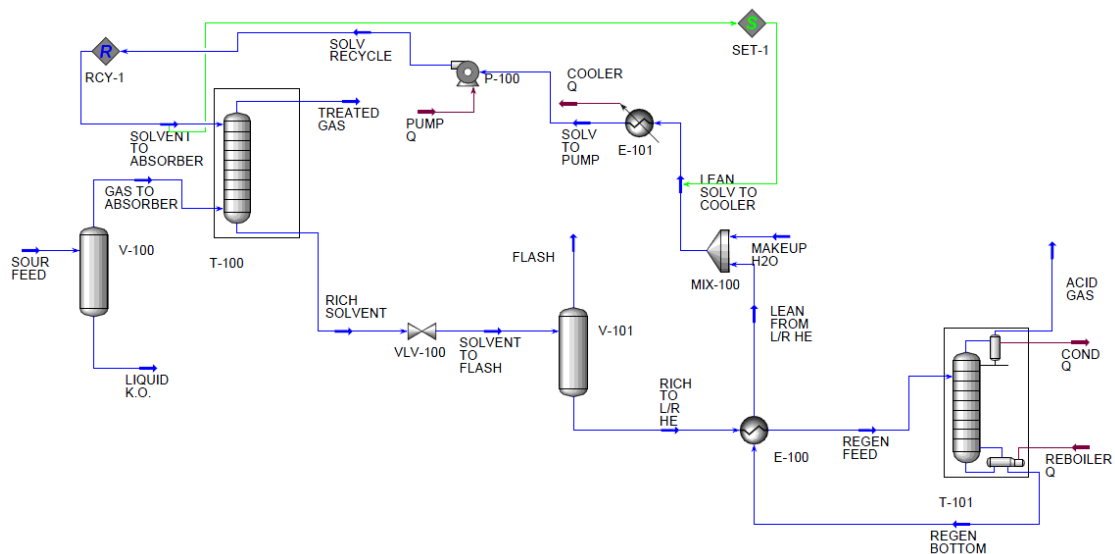 S
SET-1
R
RCY-1
SOLV
RECYCLE
P-100
COOLER
Q
PUMP
Q
SOLV
TO
PUMP
E-101
TREATED
GAS
SOLVENT
TO
ABSORBER
GAS TO
ABSORBER
LEAN
SOLV TO
COOLER
SOUR
FEED
V-100
T-100
FLASH
MAKEUP
H2O
MIX-100
ACID
GAS
RICH
SOLVENT
VLV-100
SOLVENT
TO
FLASH
V-101
LEAN
FROM
L/R HE
COND
Q
LIQUID
K.O.
RICH
TO
L/R
HE
E-100
REGEN
FEED
REBOILER
Q
T-101
REGEN
BOTTOM